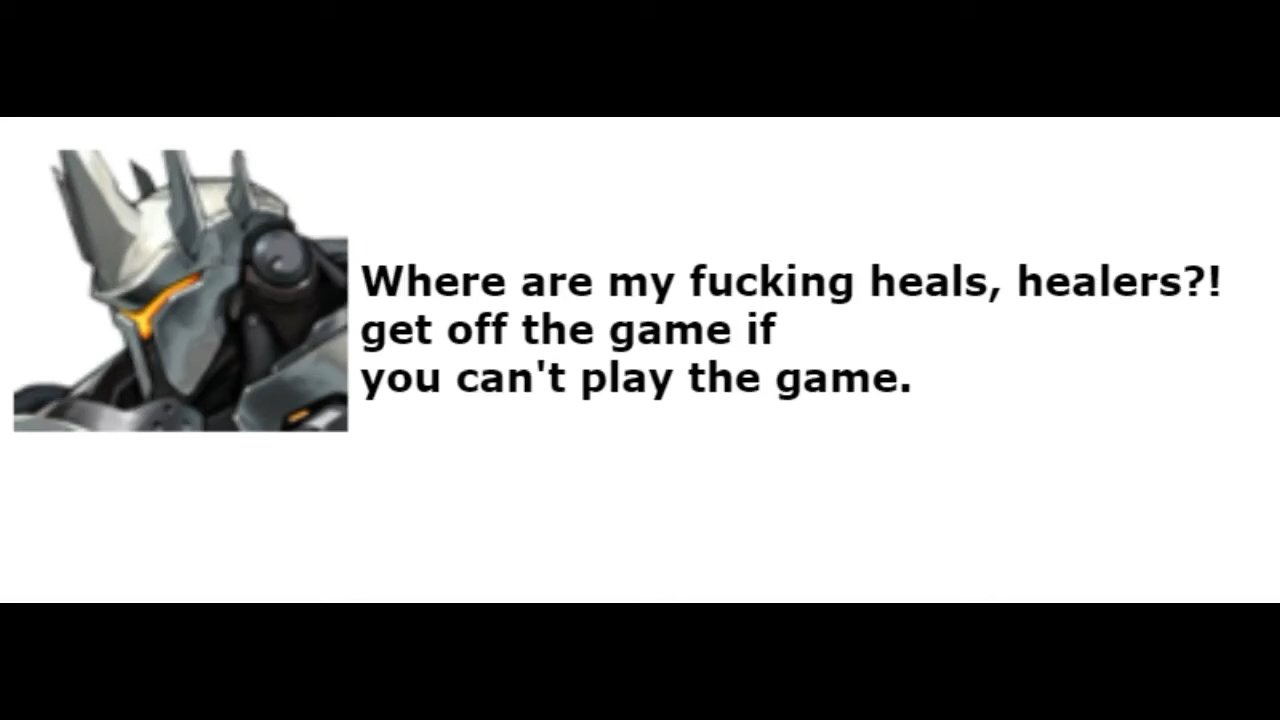 Where are my fucking heals, healers?!
get off the game if
you can't play the game.